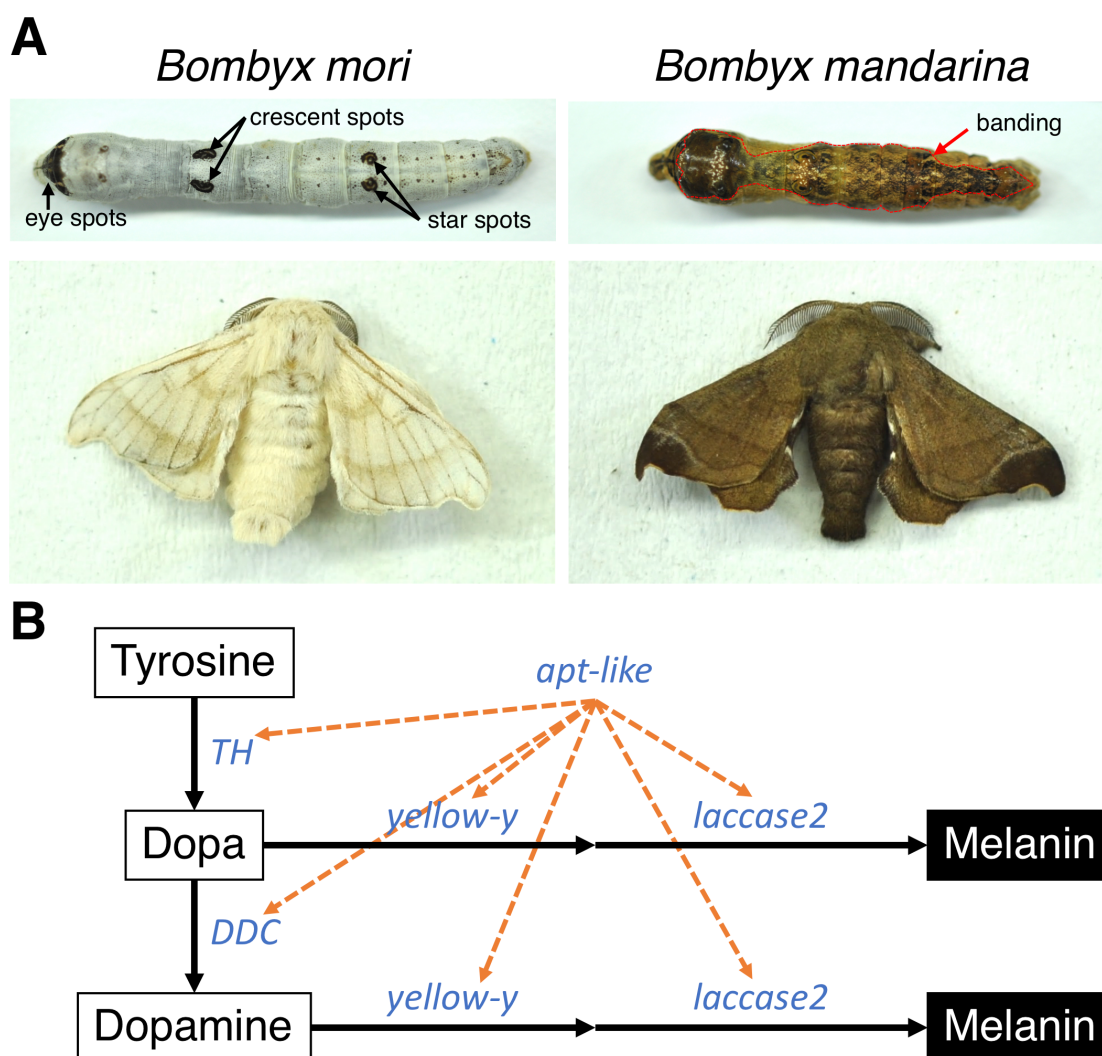 A
Bombyx mori
Bombyx mandarina
crescent spots
eye spots
star spots
banding
B
Tyrosine
apt-like
TH
yellow-y
laccase2
Dopa
Melanin
DDC
yellow-y
laccase2
Dopamine
Melanin